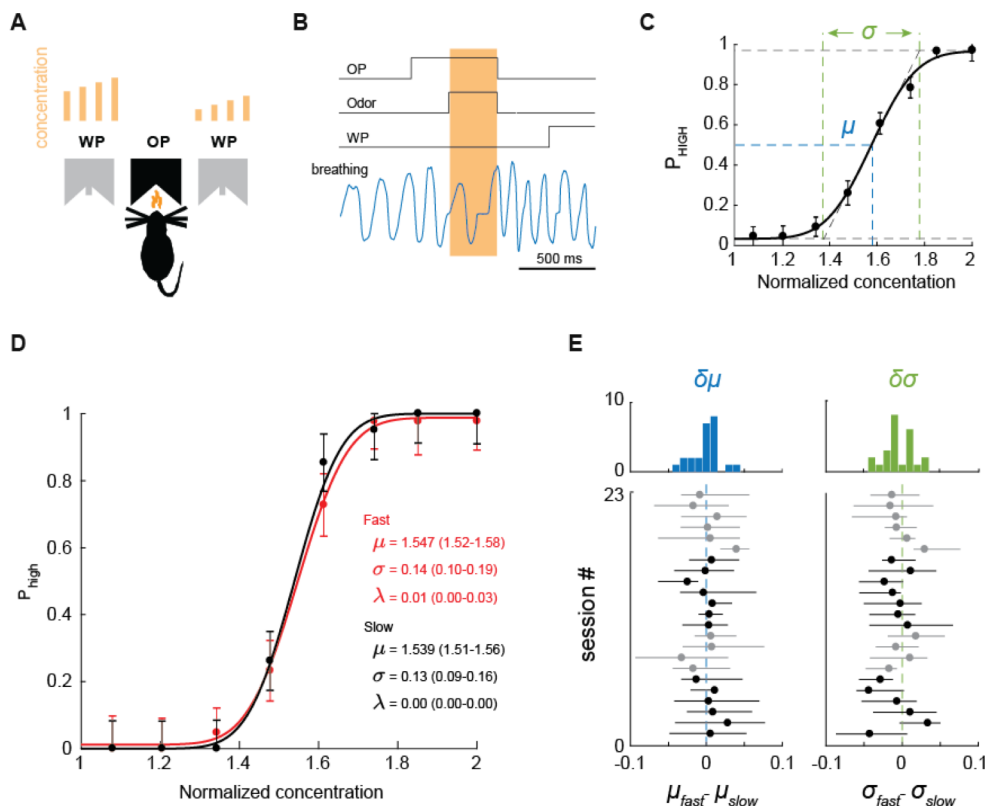 A
concentration
WP OP WP
B
OP
Odor
WP
breathing
500 ms
C
σ
μ
P_HIGH
1
0.8
0.6
0.4
0.2
0
1 1.2 1.4 1.6 1.8 2
Normalized concentation
D
P_high
1
0.8
0.6
0.4
0.2
0
Fast
μ = 1.547 (1.52-1.58)
σ = 0.14 (0.10-0.19)
λ = 0.01 (0.00-0.03)
Slow
μ = 1.539 (1.51-1.56)
σ = 0.13 (0.09-0.16)
λ = 0.00 (0.00-0.00)
1 1.2 1.4 1.6 1.8 2
Normalized concentration
E
δμ δσ
10
0
23
session #
0
-0.1 0 0.1 -0.1 0 0.1
μ_fast- μ_slow σ_fast- σ_slow